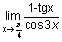 lim 1-tgx
x→π/4 cos3x